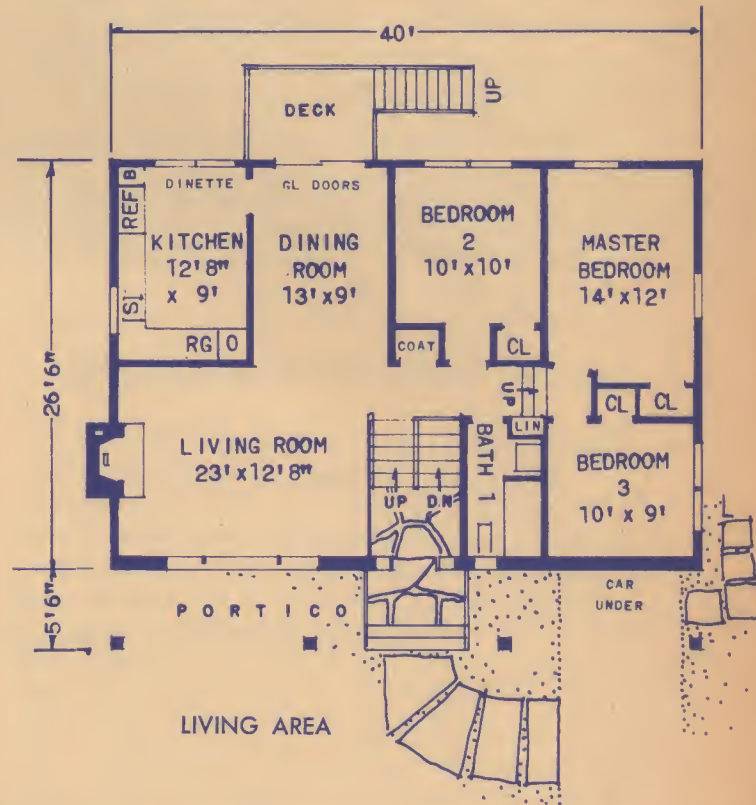 40'
DECK
UP
DINETTE
GL DOORS
B
REF
S
KITCHEN
12'8"
x 9'
RG O
DINING
ROOM
13'x9'
BEDROOM
2
10'x10'
MASTER
BEDROOM
14'x12'
COAT
CL
UP
LIN
CL
CL
BATH 1
26'6"
LIVING ROOM
23'x12'8"
UP
DN
BEDROOM
3
10' x 9'
5'6"
PORTICO
CAR
UNDER
LIVING AREA